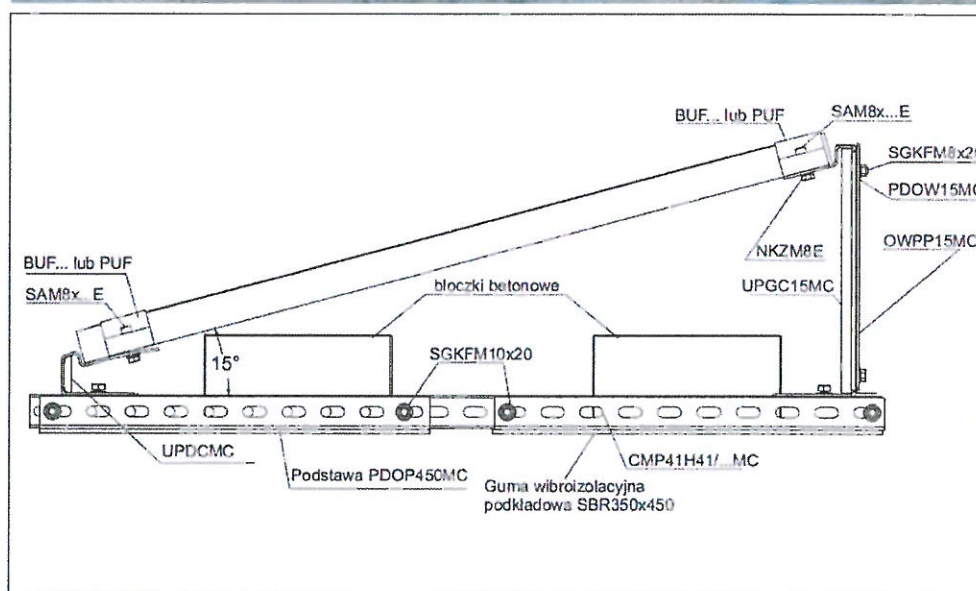 BUF... lub PUF
SAM8x...E
SGKFM8x2
PDOW15MC
NKZM8E
OWPP15MC
UPGC15MC
BUF... lub PUF
SAM8x...E
bloczki betonowe
15°
SGKFM10x20
UPDCMC
Podstawa PDOP450MC
CMP41H41/...MC
Guma wibroizolacyjna
podkładowa SBR350x450